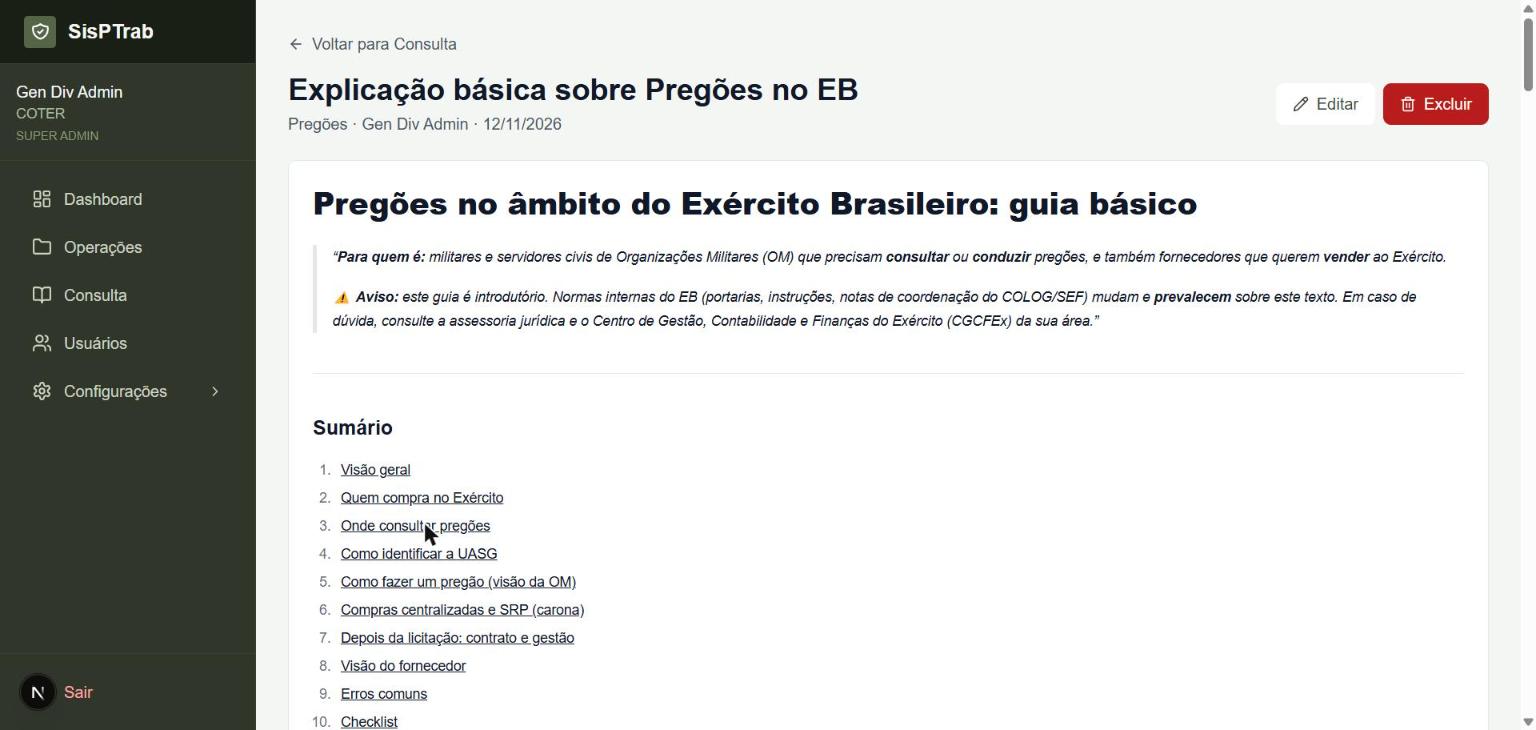 SisPTrab
Gen Div Admin
COTER
SUPER ADMIN
Dashboard
Operações
Consulta
Usuários
Configurações
N
Sair
Voltar para Consulta
Explicação básica sobre Pregões no EB
Pregões · Gen Div Admin · 12/11/2026
Editar
Excluir
Pregões no âmbito do Exército Brasileiro: guia básico
“Para quem é: militares e servidores civis de Organizações Militares (OM) que precisam consultar ou conduzir pregões, e também fornecedores que querem vender ao Exército.
⚠️ Aviso: este guia é introdutório. Normas internas do EB (portarias, instruções, notas de coordenação do COLOG/SEF) mudam e prevalecem sobre este texto. Em caso de
dúvida, consulte a assessoria jurídica e o Centro de Gestão, Contabilidade e Finanças do Exército (CGCFEx) da sua área.”
Sumário
1. Visão geral
2. Quem compra no Exército
3. Onde consultar pregões
4. Como identificar a UASG
5. Como fazer um pregão (visão da OM)
6. Compras centralizadas e SRP (carona)
7. Depois da licitação: contrato e gestão
8. Visão do fornecedor
9. Erros comuns
10. Checklist